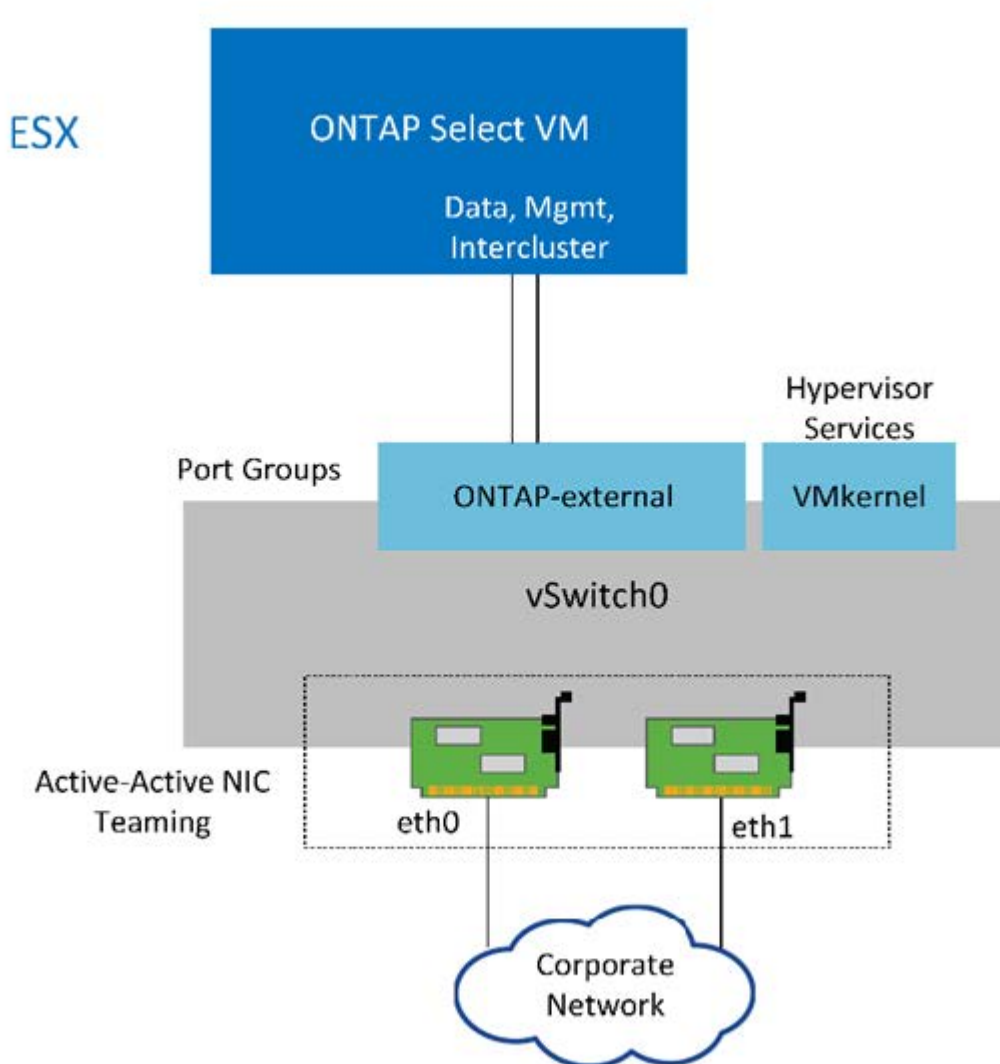 ESX
ONTAP Select VM
Data, Mgmt,
Intercluster
Hypervisor
Services
Port Groups
ONTAP-external
VMkernel
vSwitch0
Active-Active NIC
Teaming
eth0
eth1
Corporate
Network